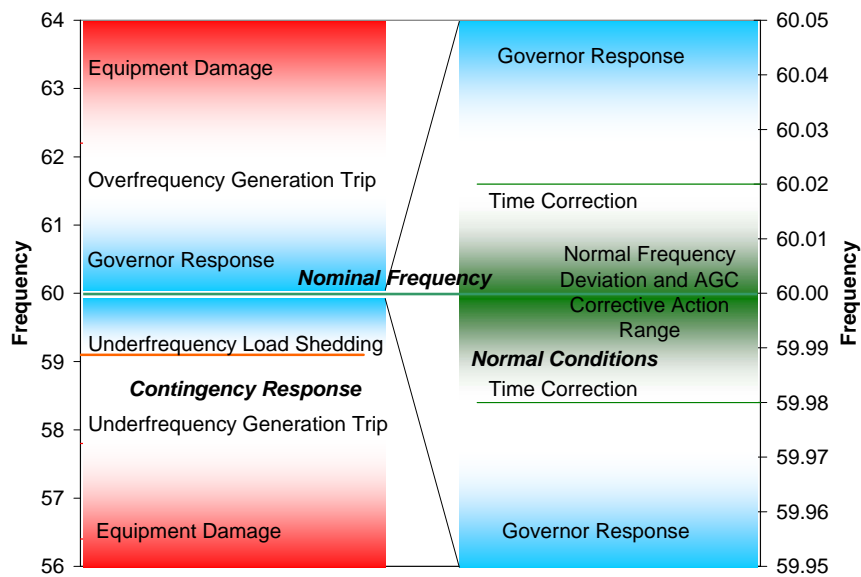 64
63
62
61
60
59
58
57
56
Frequency
Equipment Damage
Overfrequency Generation Trip
Governor Response
Nominal Frequency
Underfrequency Load Shedding
Contingency Response
Underfrequency Generation Trip
Equipment Damage
Governor Response
Time Correction
Normal Frequency
Deviation and AGC
Corrective Action
Range
Normal Conditions
Time Correction
Governor Response
60.05
60.04
60.03
60.02
60.01
60.00
59.99
59.98
59.97
59.96
59.95
Frequency